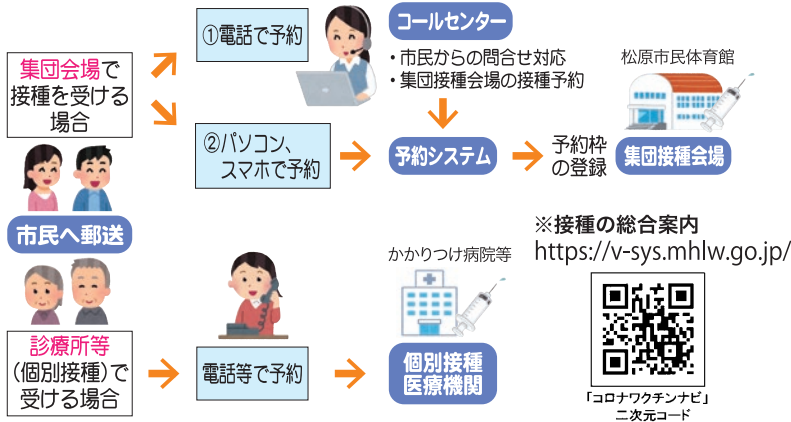 集団会場で
接種を受ける
場合
①電話で予約
コールセンター
・市民からの問合せ対応
・集団接種会場の接種予約
②パソコン、
スマホで予約
予約システム
予約枠
の登録
松原市民体育館
集団接種会場
市民へ郵送
診療所等
(個別接種)で
受ける場合
電話等で予約
かかりつけ病院等
個別接種
医療機関
※接種の総合案内
https://v-sys.mhlw.go.jp/
「コロナワクチンナビ」
二次元コード